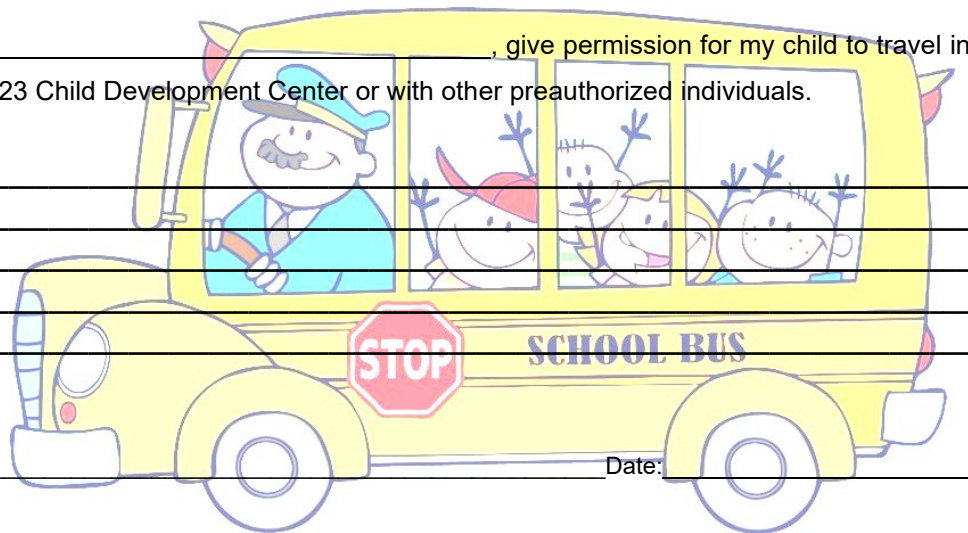 , give permission for my child to travel in
23 Child Development Center or with other preauthorized individuals.
STOP
SCHOOL BUS
Date: